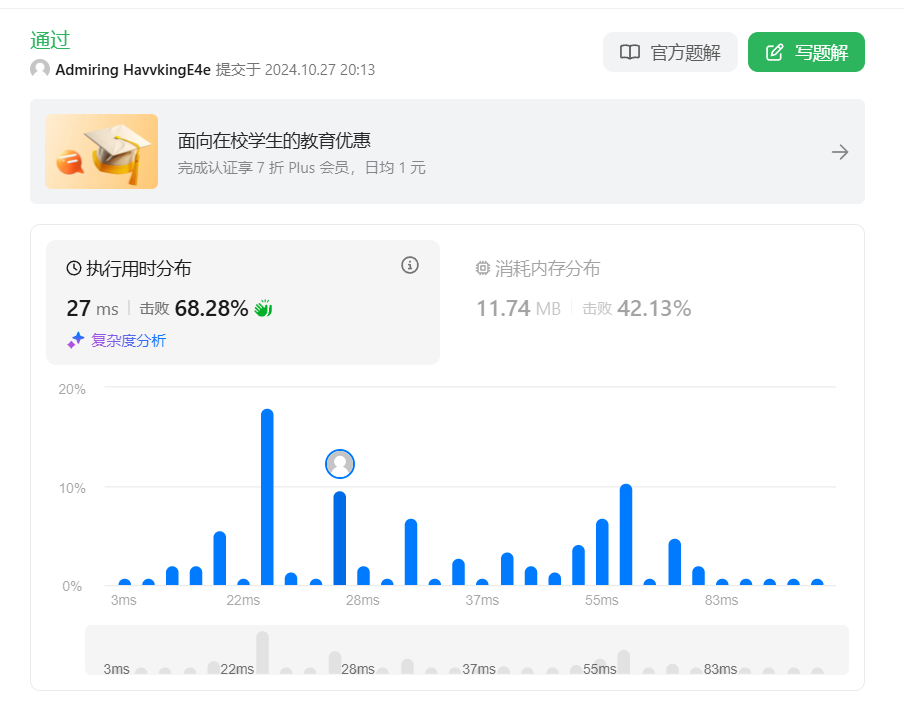 通过
官方题解
写题解
Admiring HavvkingE4e 提交于 2024.10.27 20:13
面向在校学生的教育优惠
完成认证享 7 折 Plus 会员，日均 1 元
执行用时分布
27 ms 击败 68.28%
复杂度分析
消耗内存分布
11.74 MB 击败 42.13%
20%
10%
0%
3ms 22ms 28ms 37ms 55ms 83ms
3ms 22ms 28ms 37ms 55ms 83ms